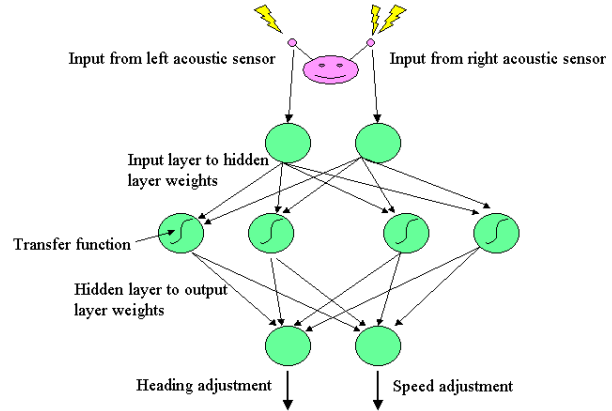 Input from left acoustic sensor
Input from right acoustic sensor
Input layer to hidden
layer weights
Transfer function
Hidden layer to output
layer weights
Heading adjustment
Speed adjustment